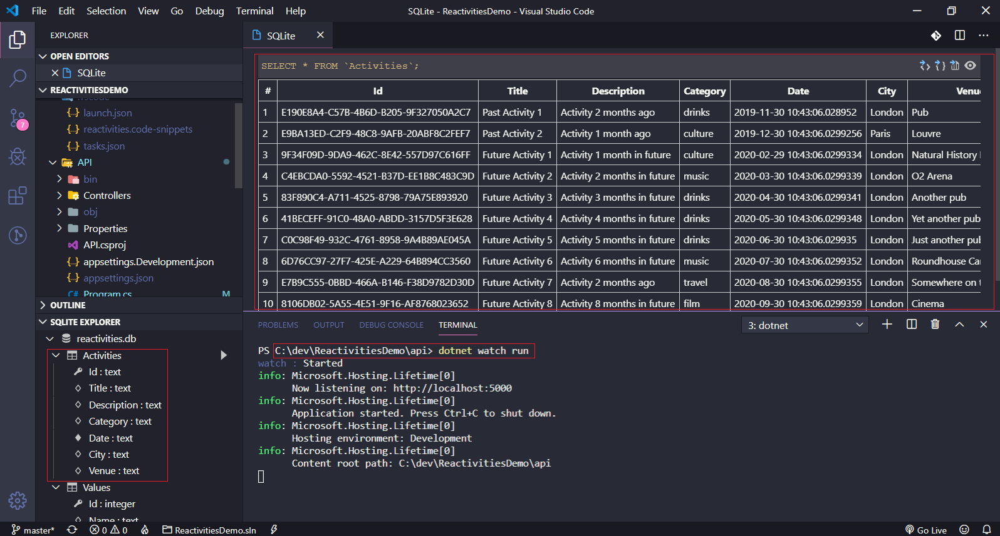 File Edit Selection View Go Debug Terminal Help
SQLite - ReactivitiesDemo - Visual Studio Code
EXPLORER
OPEN EDITORS
SQLite
REACTIVITIESDEMO
.vscode
launch.json
reactivities.code-snippets
tasks.json
API
bin
Controllers
obj
Properties
API.csproj
appsettings.Development.json
appsettings.json
Program.cs M
OUTLINE
SQLITE EXPLORER
reactivities.db
Activities
Id : text
Title : text
Description : text
Category : text
Date : text
City : text
Venue : text
Values
Id : integer
Name : text
7
SQLite
SELECT * FROM `Activities`;
# Id Title Description Category Date City Venue
1 E190E8A4-C57B-4B6D-B205-9F327050A2C7 Past Activity 1 Activity 2 months ago drinks 2019-11-30 10:43:06.028952 London Pub
2 E9BA13ED-C2F9-48C8-9AFB-20ABF8C2FEF7 Past Activity 2 Activity 1 month ago culture 2019-12-30 10:43:06.0299256 Paris Louvre
3 9F34F09D-9DA9-462C-8E42-557D97C616FF Future Activity 1 Activity 1 month in future culture 2020-02-29 10:43:06.0299334 London Natural History
4 C4EBCDA0-5592-4521-B37D-EE1B8C483C9D Future Activity 2 Activity 2 months in future music 2020-03-30 10:43:06.0299339 London O2 Arena
5 83F890C4-A711-4525-8798-79A75E893920 Future Activity 3 Activity 3 months in future drinks 2020-04-30 10:43:06.0299341 London Another pub
6 41BECEFF-91C0-48A0-ABDD-3157D5F3E628 Future Activity 4 Activity 4 months in future drinks 2020-05-30 10:43:06.0299348 London Yet another pub
7 C0C98F49-932C-4761-8958-9A4B89AE045A Future Activity 5 Activity 5 months in future drinks 2020-06-30 10:43:06.029935 London Just another pub
8 6D76CC97-27F7-425E-A229-64B894CC3560 Future Activity 6 Activity 6 months in future music 2020-07-30 10:43:06.0299352 London Roundhouse Ca
9 E7B9C555-0BBD-466A-B146-F38D9782D30D Future Activity 7 Activity 2 months ago travel 2020-08-30 10:43:06.0299355 London Somewhere on t
10 8106DB02-5A55-4E51-9F16-AF8768023652 Future Activity 8 Activity 8 months in future film 2020-09-30 10:43:06.0299359 London Cinema
PROBLEMS OUTPUT DEBUG CONSOLE TERMINAL 3: dotnet
PS C:\dev\ReactivitiesDemo\api> dotnet watch run
watch : Started
info: Microsoft.Hosting.Lifetime[0]
Now listening on: http://localhost:5000
info: Microsoft.Hosting.Lifetime[0]
Application started. Press Ctrl+C to shut down.
info: Microsoft.Hosting.Lifetime[0]
Hosting environment: Development
info: Microsoft.Hosting.Lifetime[0]
Content root path: C:\dev\ReactivitiesDemo\api
master* 0 0 ReactivitiesDemo.sln Go Live